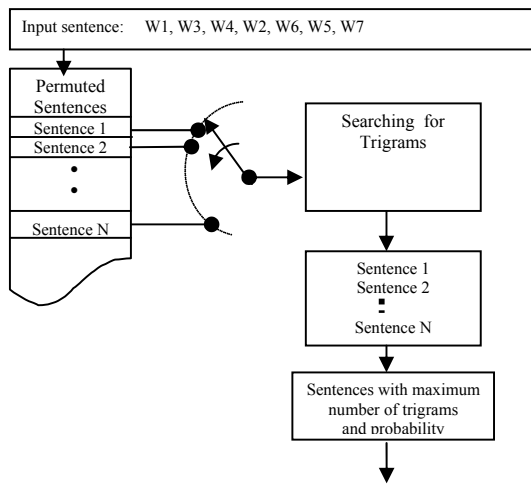 Input sentence: W1, W3, W4, W2, W6, W5, W7
Permuted
Sentences
Sentence 1
Sentence 2
Sentence N
Searching for
Trigrams
Sentence 1
Sentence 2
Sentence N
Sentences with maximum
number of trigrams
and probability